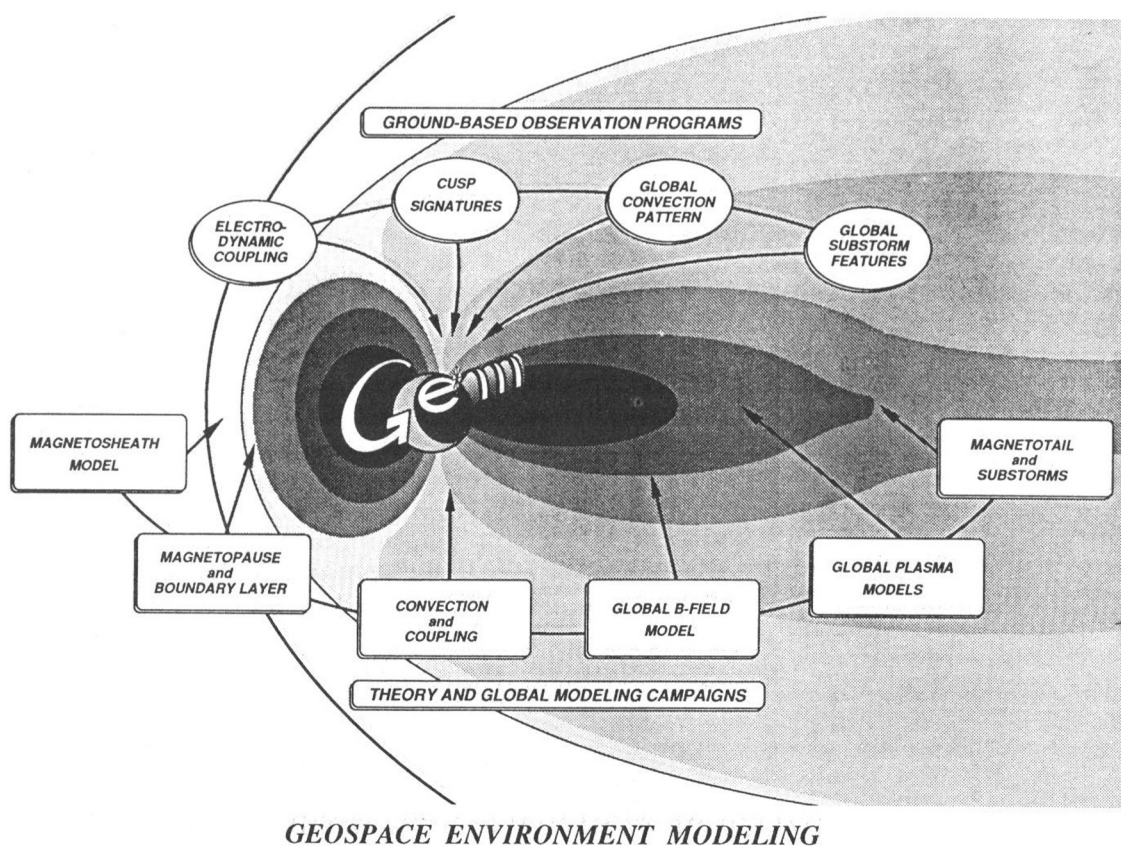 GROUND-BASED OBSERVATION PROGRAMS
CUSP
SIGNATURES
GLOBAL
CONVECTION
PATTERN
ELECTRO-
DYNAMIC
COUPLING
GLOBAL
SUBSTORM
FEATURES
Gem
MAGNETOSHEATH
MODEL
MAGNETOTAIL
and
SUBSTORMS
MAGNETOPAUSE
and
BOUNDARY LAYER
GLOBAL PLASMA
MODELS
CONVECTION
and
COUPLING
GLOBAL B-FIELD
MODEL
THEORY AND GLOBAL MODELING CAMPAIGNS
GEOSPACE ENVIRONMENT MODELING